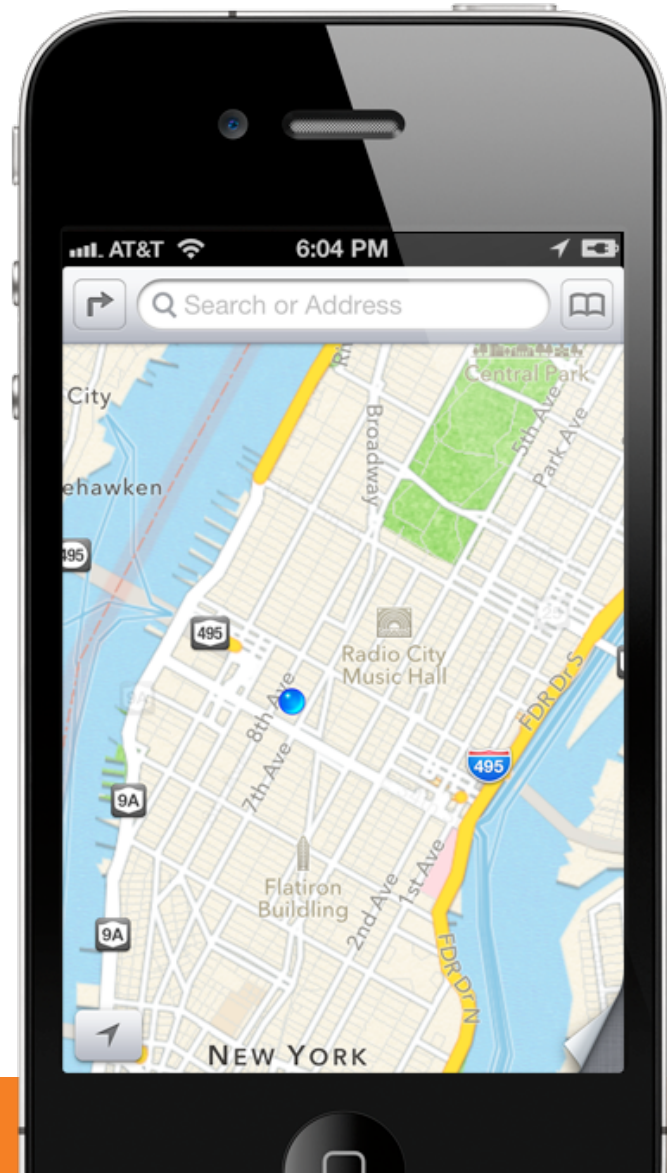 AT&T
6:04 PM
Search or Address
Central Park
City
Broadway
5th Ave
Park Ave
ehawken
495
495
Radio City
Music Hall
FDR Dr S
8th Ave
9A
495
7th Ave
9A
1st Ave
Flatiron
Buildling
2nd Ave
9A
FDR Dr N
NEW YORK